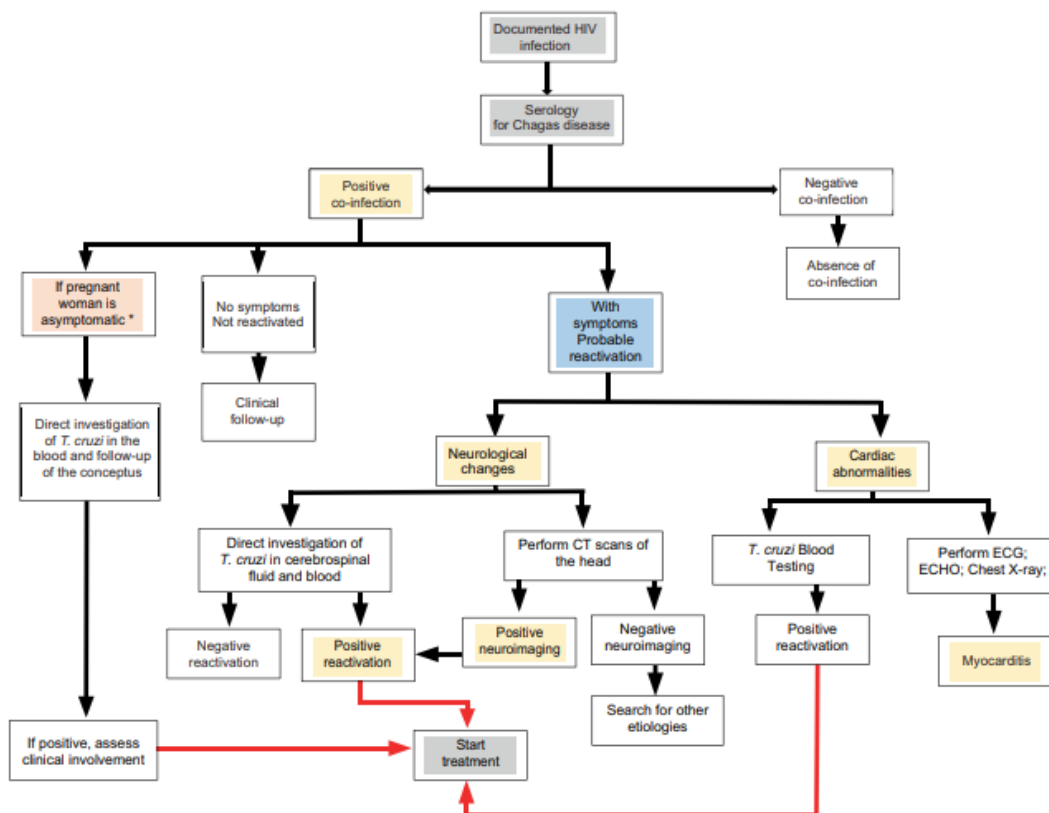 Documented HIV
infection
Serology
for Chagas disease
Positive
co-infection
Negative
co-infection
Absence of
co-infection
If pregnant
woman is
asymptomatic *
No symptoms
Not reactivated
With
symptoms
Probable
reactivation
Clinical
follow-up
Direct investigation
of T. cruzi in the
blood and follow-up
of the conceptus
Neurological
changes
Cardiac
abnormalities
Direct investigation of
T. cruzi in cerebrospinal
fluid and blood
Perform CT scans of
the head
T. cruzi Blood
Testing
Perform ECG;
ECHO; Chest X-ray;
Negative
reactivation
Positive
reactivation
Positive
neuroimaging
Negative
neuroimaging
Positive
reactivation
Myocarditis
Search for other
etiologies
If positive, assess
clinical involvement
Start
treatment